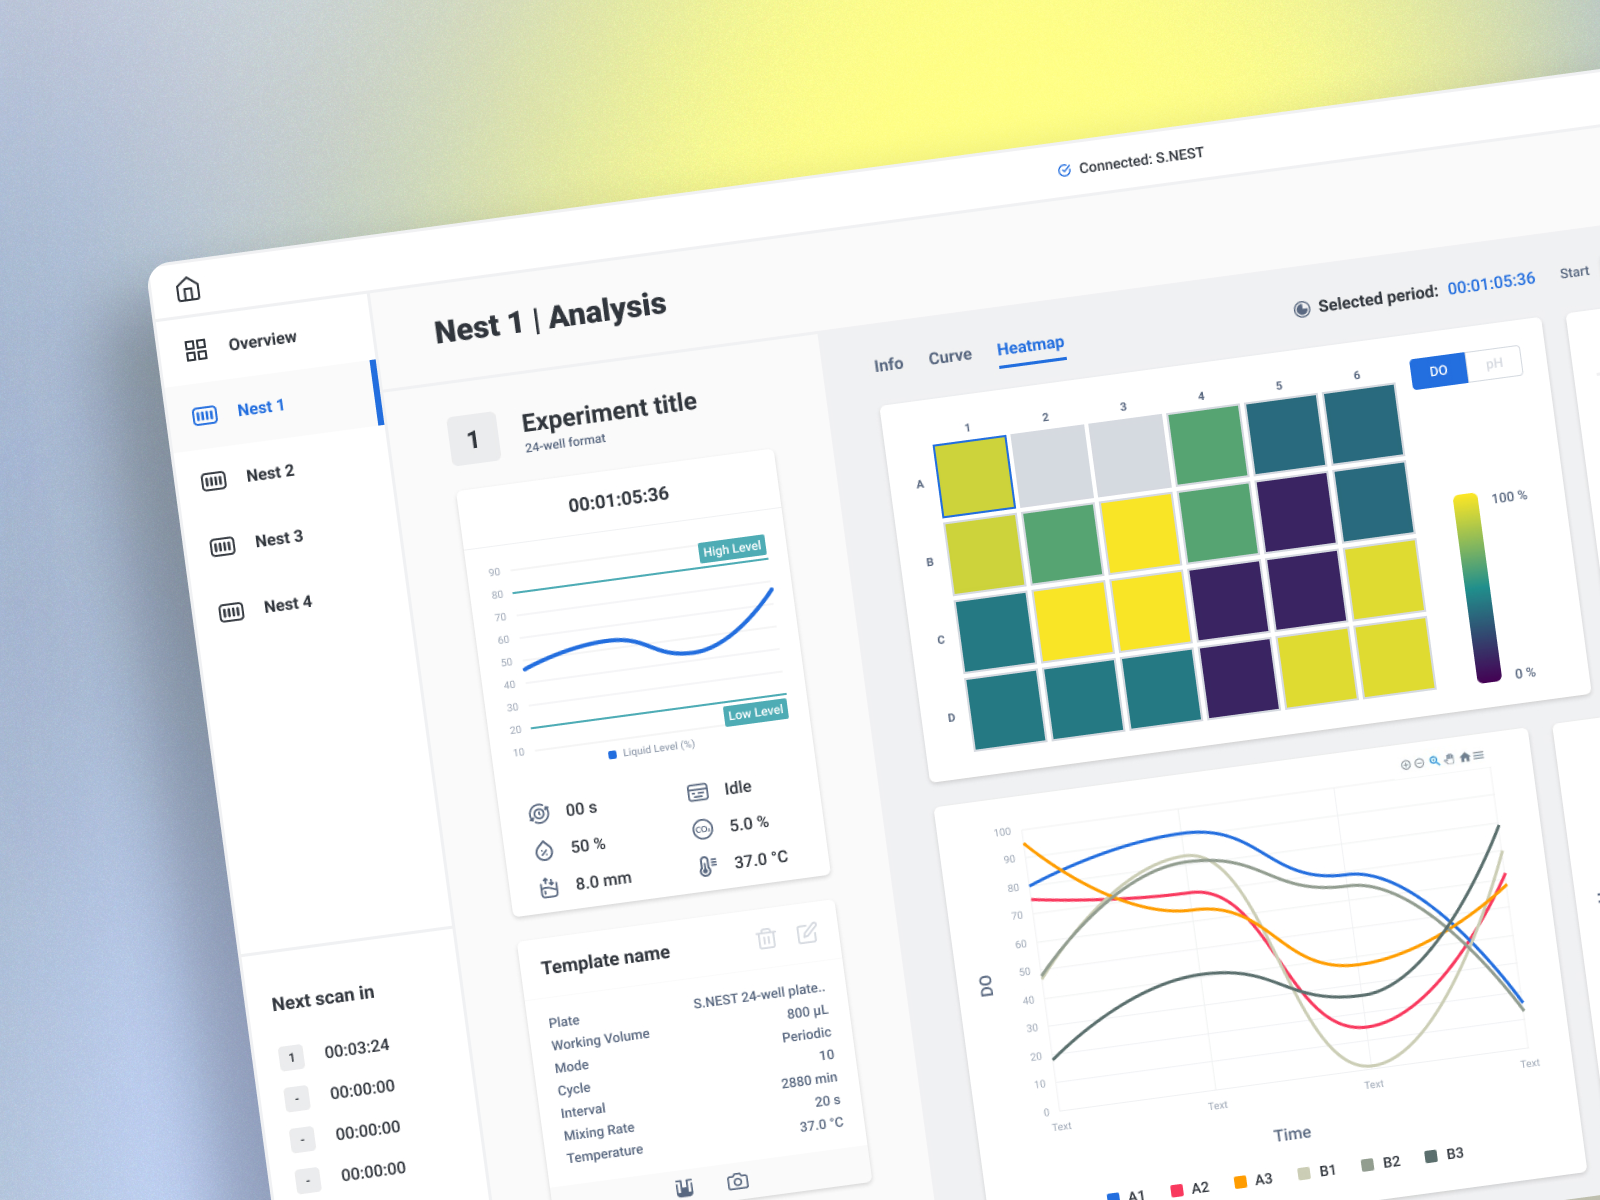 Connected: S.NEST
Overview
Nest 1
Nest 2
Nest 3
Nest 4
Next scan in
1 00:03:24
- 00:00:00
- 00:00:00
- 00:00:00
Nest 1 | Analysis
1
Experiment title
24-well format
00:01:05:36
90
80
70
60
50
40
30
20
10
High Level
Low Level
Liquid Level (%)
00 s
Idle
50 %
CO₂
5.0 %
8.0 mm
37.0 °C
Template name
Plate S.NEST 24-well plate..
Working Volume 800 µL
Mode Periodic
Cycle 10
Interval 2880 min
Mixing Rate 20 s
Temperature 37.0 °C
Info Curve Heatmap
Selected period: 00:01:05:36 Start
DO pH
1 2 3 4 5 6
A
B
C
D
100 %
0 %
100
90
80
70
60
50
40
30
20
10
0
DO
Text Text Text Text
Time
A1 A2 A3 B1 B2 B3